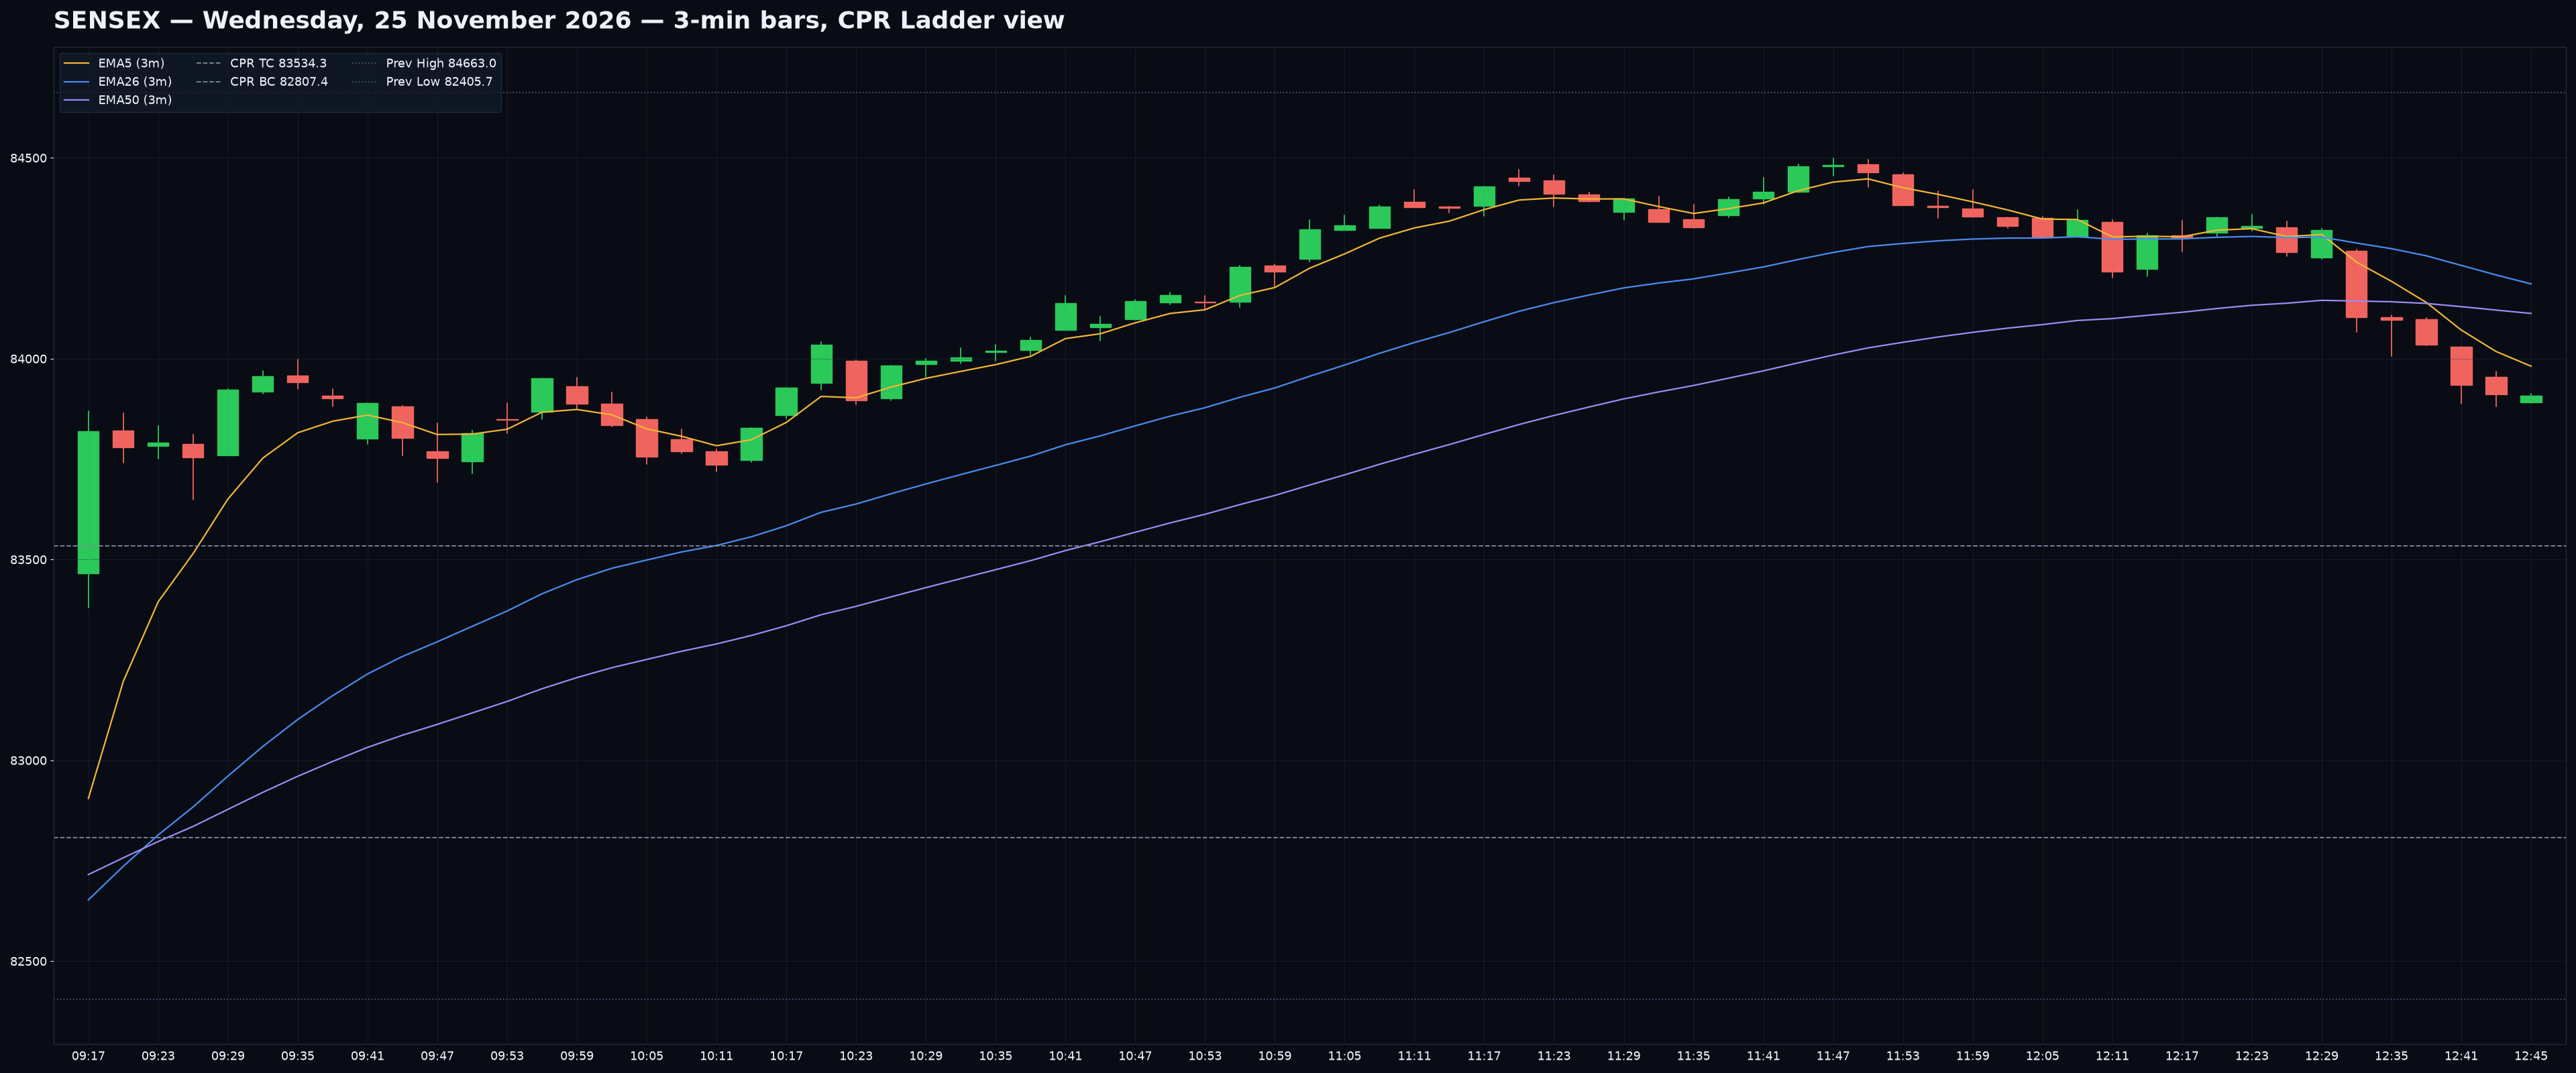 SENSEX — Wednesday, 25 November 2026 — 3-min bars, CPR Ladder view
EMA5 (3m)
EMA26 (3m)
EMA50 (3m)
CPR TC 83534.3
CPR BC 82807.4
Prev High 84663.0
Prev Low 82405.7
84500
84000
83500
83000
82500
09:17 09:23 09:29 09:35 09:41 09:47 09:53 09:59 10:05 10:11 10:17 10:23 10:29 10:35 10:41 10:47 10:53 10:59 11:05 11:11 11:17 11:23 11:29 11:35 11:41 11:47 11:53 11:59 12:05 12:11 12:17 12:23 12:29 12:35 12:41 12:45